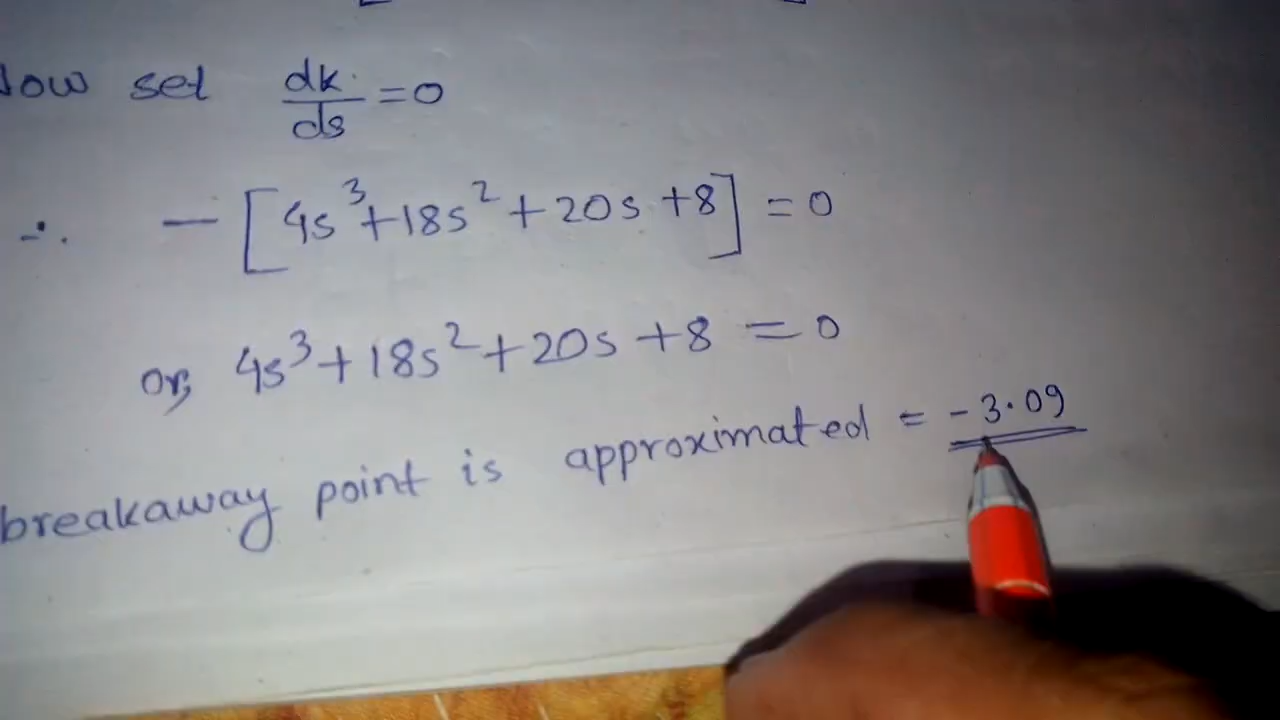 Now set dk/ds = 0
∴ - [4s³ + 18s² + 20s + 8] = 0
or, 4s³ + 18s² + 20s + 8 = 0
breakaway point is approximated = - 3.09